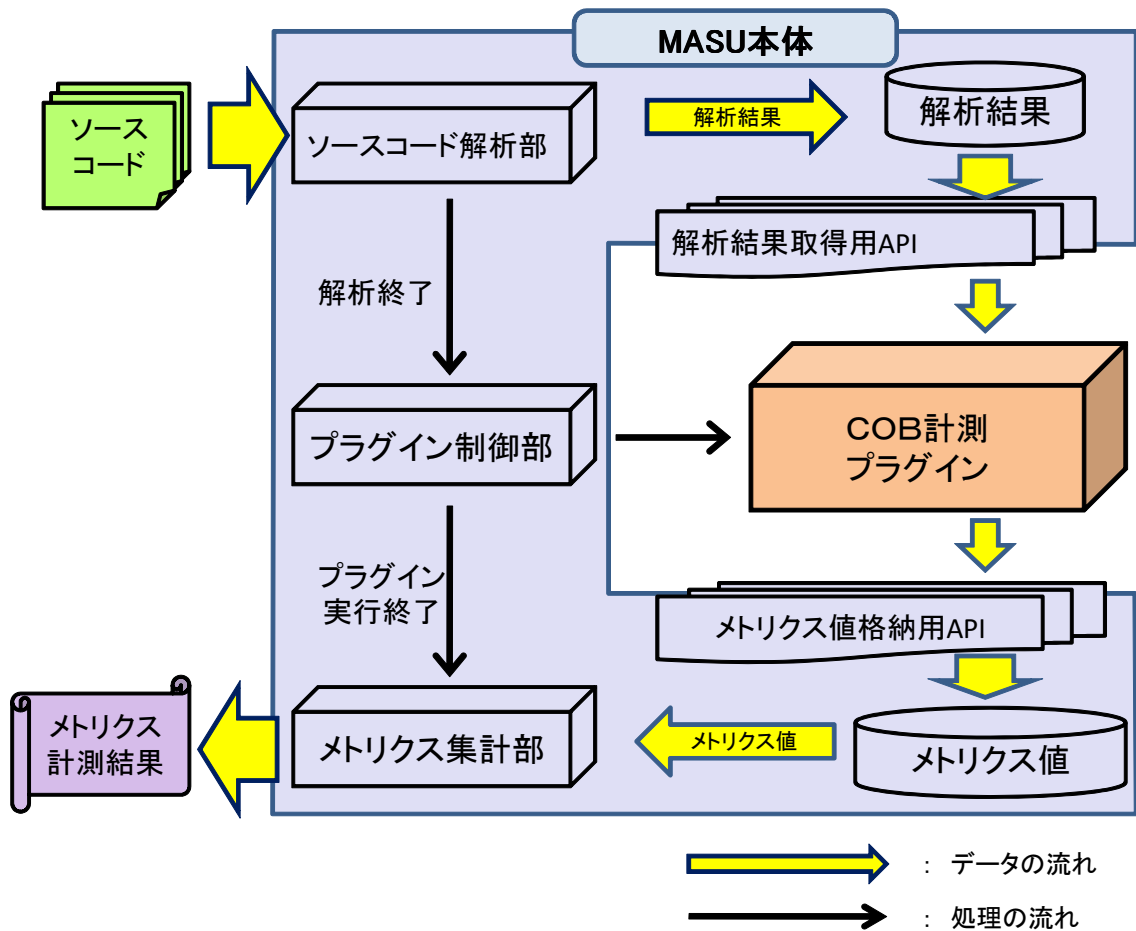 MASU本体
ソース
コード
ソースコード解析部
解析結果
解析結果
解析結果取得用API
解析終了
プラグイン制御部
COB計測
プラグイン
プラグイン
実行終了
メトリクス値格納用API
メトリクス
計測結果
メトリクス集計部
メトリクス値
メトリクス値
: データの流れ
: 処理の流れ